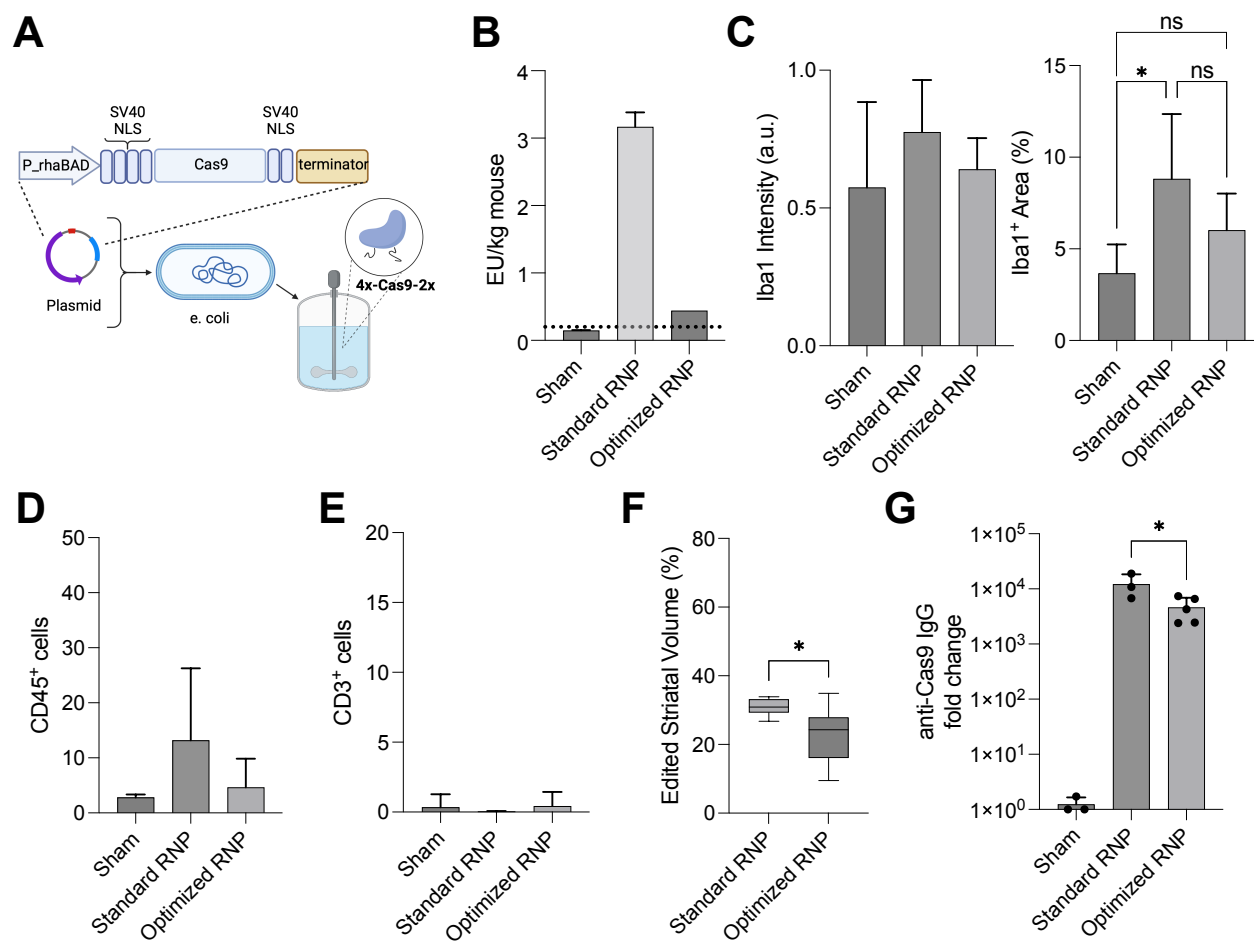 A
SV40
NLS
SV40
NLS
P_rhaBAD
Cas9
terminator
Plasmid
e. coli
4x-Cas9-2x
B
EU/kg mouse
4
3
2
1
0
Sham
Standard RNP
Optimized RNP
C
Iba1 Intensity (a.u.)
1.0
0.5
0.0
Sham
Standard RNP
Optimized RNP
Iba1⁺ Area (%)
15
10
5
0
ns
*
ns
Sham
Standard RNP
Optimized RNP
D
CD45⁺ cells
50
40
30
20
10
0
Sham
Standard RNP
Optimized RNP
E
CD3⁺ cells
20
15
10
5
0
Sham
Standard RNP
Optimized RNP
F
Edited Striatal Volume (%)
80
60
40
20
0
*
Standard RNP
Optimized RNP
G
anti-Cas9 IgG
fold change
1×10⁵
1×10⁴
1×10³
1×10²
1×10¹
1×10⁰
*
Sham
Standard RNP
Optimized RNP